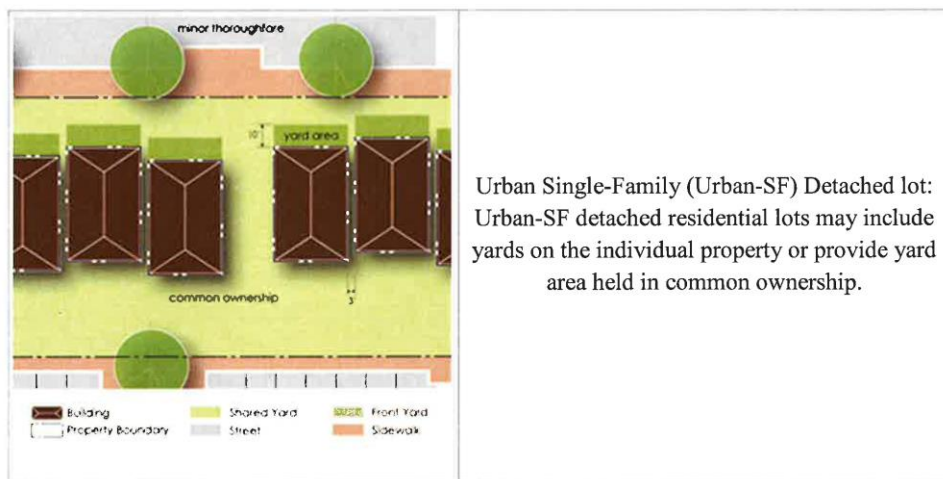 minor thoroughfare
10'
yard area
common ownership
3'
Building
Shared Yard
Front Yard
Property Boundary
Street
Sidewalk
Urban Single-Family (Urban-SF) Detached lot:
Urban-SF detached residential lots may include
yards on the individual property or provide yard
area held in common ownership.